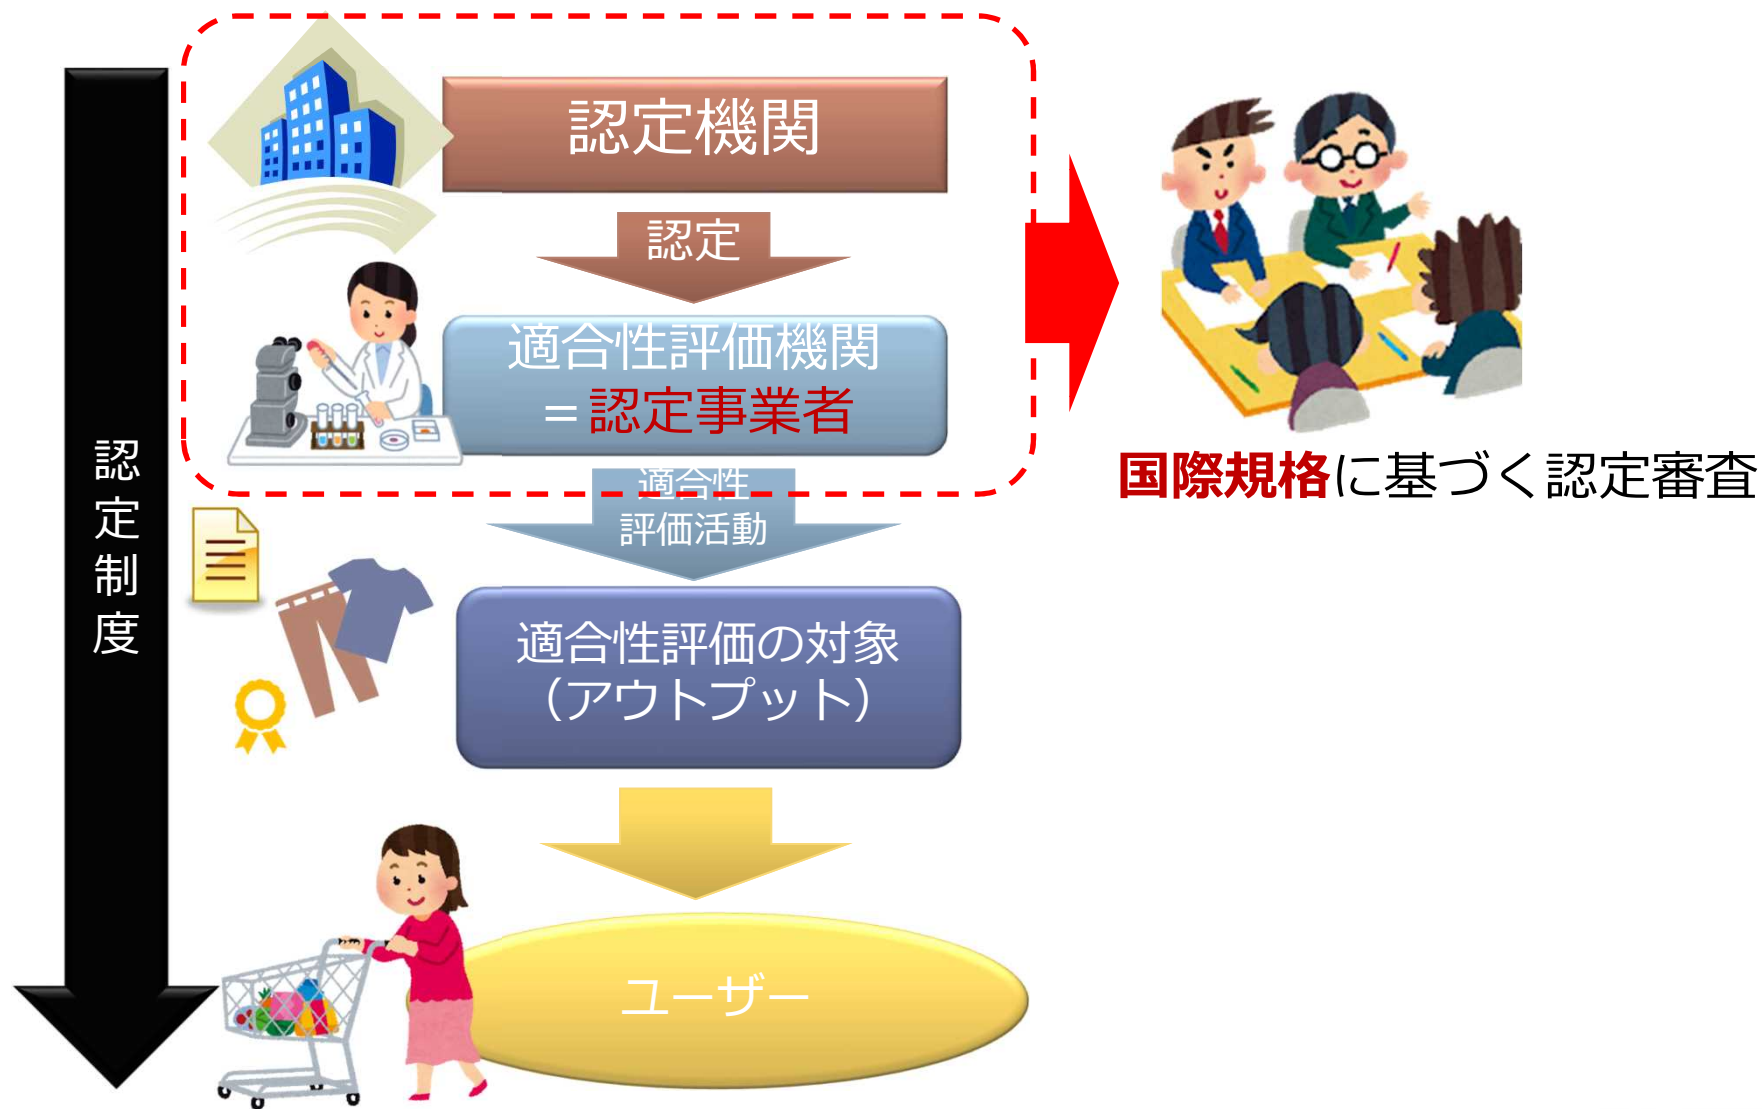 認定制度
認定機関
認定
適合性評価機関
＝認定事業者
適合性
評価活動
適合性評価の対象
（アウトプット）
ユーザー
国際規格に基づく認定審査